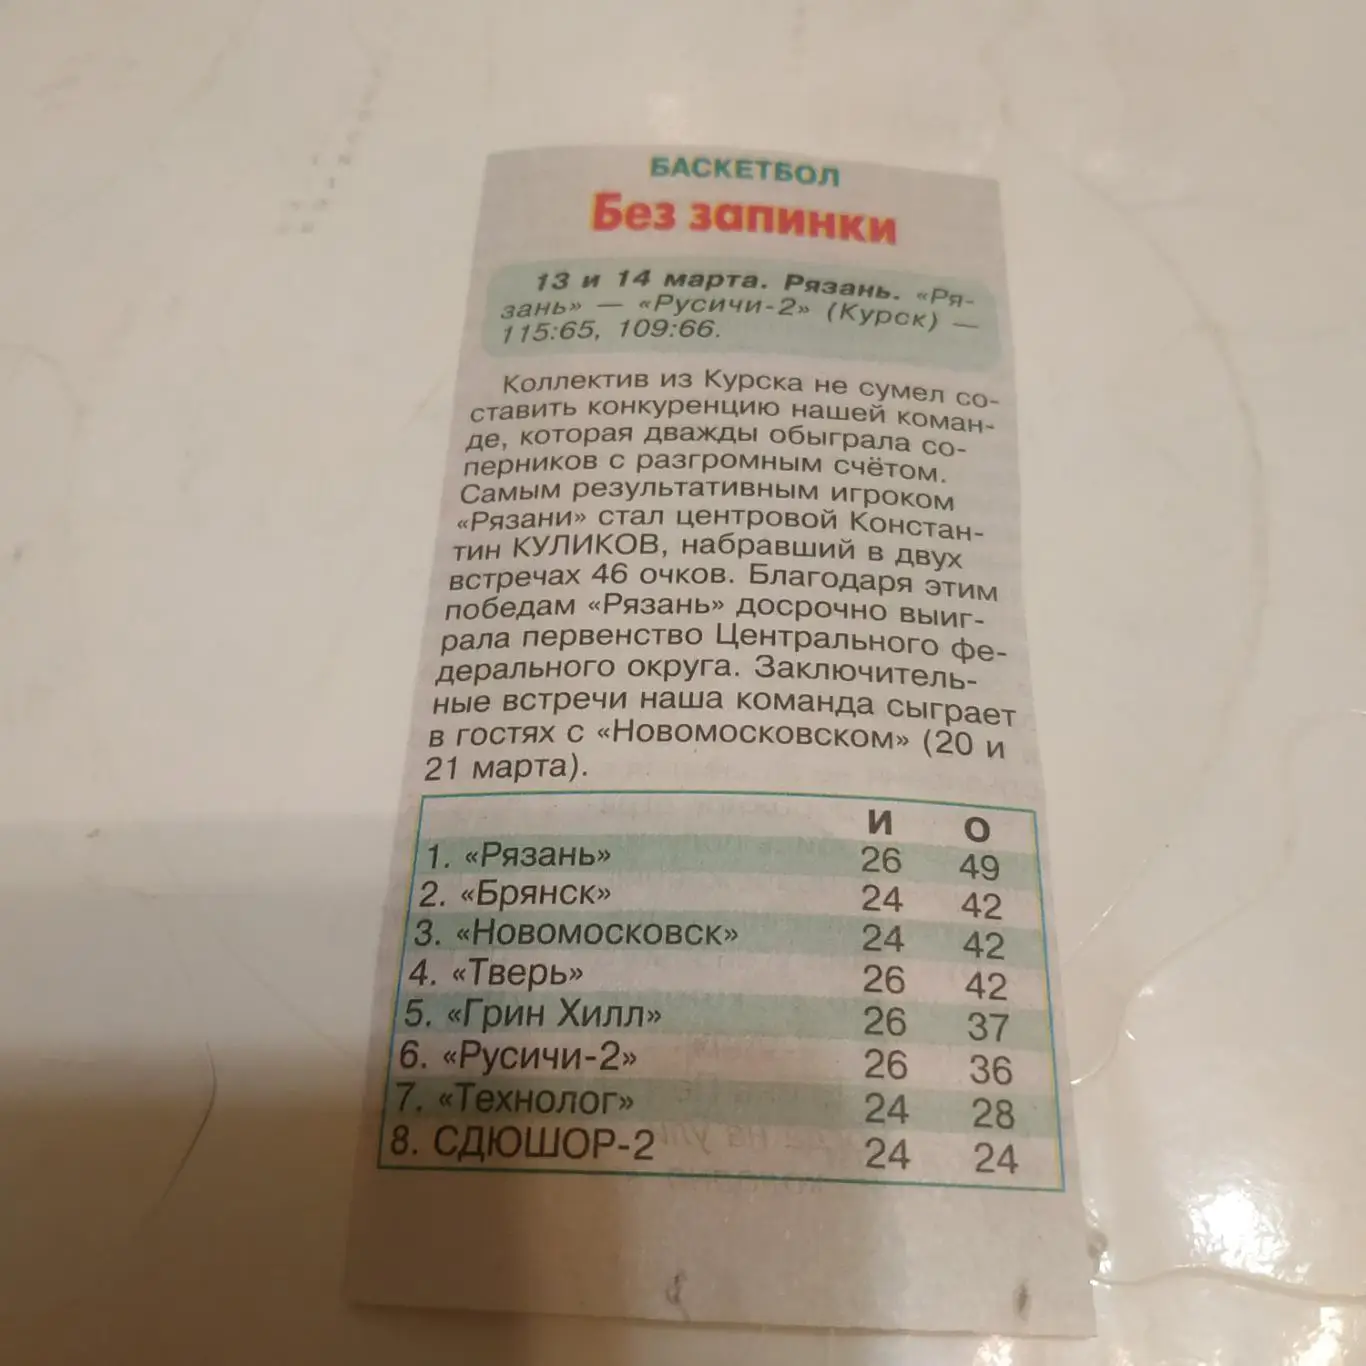 БАСКЕТБОЛ
Без запинки
13 и 14 марта. Рязань. «Ря-
зань» — «Русичи-2» (Курск) —
115:65, 109:66.
Коллектив из Курска не сумел со-
ставить конкуренцию нашей коман-
де, которая дважды обыграла со-
перников с разгромным счётом.
Самым результативным игроком
«Рязани» стал центровой Констан-
тин КУЛИКОВ, набравший в двух
встречах 46 очков. Благодаря этим
победам «Рязань» досрочно выиг-
рала первенство Центрального фе-
дерального округа. Заключитель-
ные встречи наша команда сыграет
в гостях с «Новомосковском» (20 и
21 марта).
И О
1. «Рязань» 26 49
2. «Брянск» 24 42
3. «Новомосковск» 24 42
4. «Тверь» 26 42
5. «Грин Хилл» 26 37
6. «Русичи-2» 26 36
7. «Технолог» 24 28
8. СДЮШОР-2 24 24